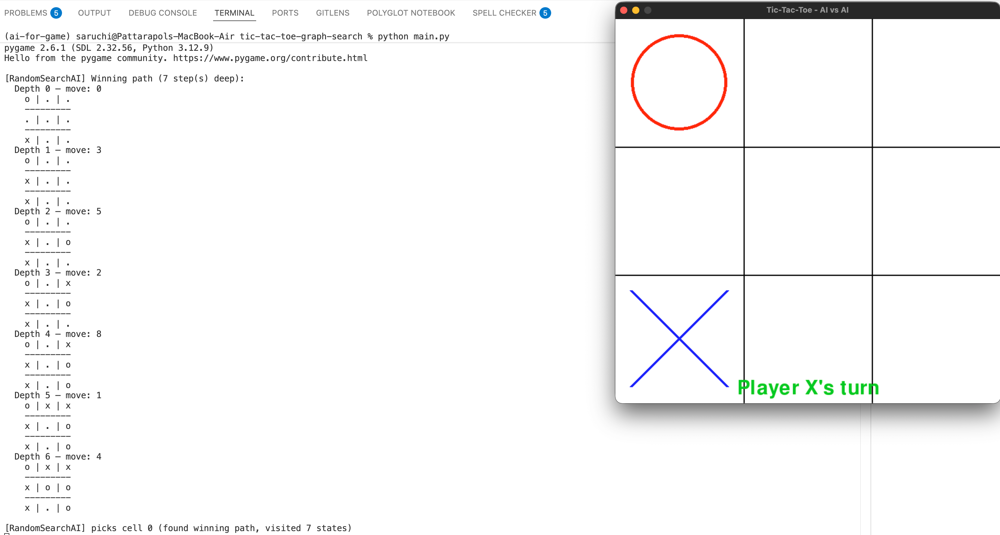 PROBLEMS 5 OUTPUT DEBUG CONSOLE TERMINAL PORTS GITLENS POLYGLOT NOTEBOOK SPELL CHECKER 5
(ai-for-game) saruchi@Pattarapols-MacBook-Air tic-tac-toe-graph-search % python main.py
pygame 2.6.1 (SDL 2.32.56, Python 3.12.9)
Hello from the pygame community. https://www.pygame.org/contribute.html
[RandomSearchAI] Winning path (7 step(s) deep):
Depth 0 — move: 0
o | . | .
---------
. | . | .
---------
x | . | .
Depth 1 — move: 3
o | . | .
---------
x | . | .
---------
x | . | .
Depth 2 — move: 5
o | . | .
---------
x | . | o
---------
x | . | .
Depth 3 — move: 2
o | . | x
---------
x | . | o
---------
x | . | .
Depth 4 — move: 8
o | . | x
---------
x | . | o
---------
x | . | o
Depth 5 — move: 1
o | x | x
---------
x | . | o
---------
x | . | o
Depth 6 — move: 4
o | x | x
---------
x | o | o
---------
x | . | o
[RandomSearchAI] picks cell 0 (found winning path, visited 7 states)
Tic-Tac-Toe - AI vs AI
Player X's turn